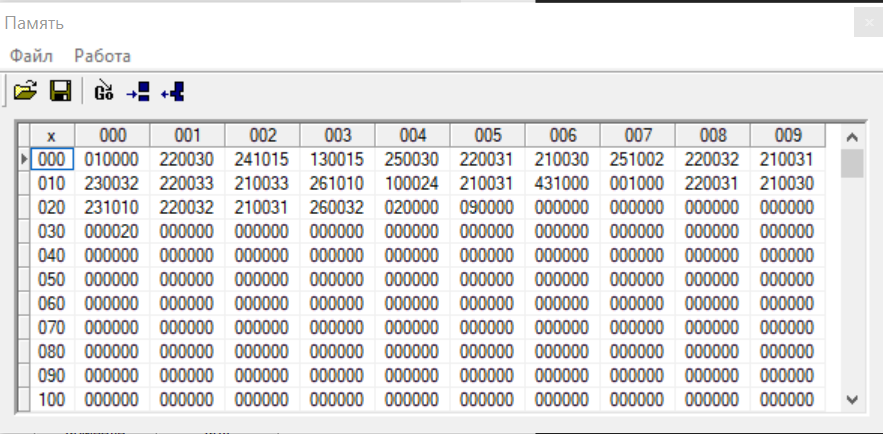 Память
Файл Работа
Go
x 000 001 002 003 004 005 006 007 008 009
000 010000 220030 241015 130015 250030 220031 210030 251002 220032 210031
010 230032 220033 210033 261010 100024 210031 431000 001000 220031 210030
020 231010 220032 210031 260032 020000 090000 000000 000000 000000 000000
030 000020 000000 000000 000000 000000 000000 000000 000000 000000 000000
040 000000 000000 000000 000000 000000 000000 000000 000000 000000 000000
050 000000 000000 000000 000000 000000 000000 000000 000000 000000 000000
060 000000 000000 000000 000000 000000 000000 000000 000000 000000 000000
070 000000 000000 000000 000000 000000 000000 000000 000000 000000 000000
080 000000 000000 000000 000000 000000 000000 000000 000000 000000 000000
090 000000 000000 000000 000000 000000 000000 000000 000000 000000 000000
100 000000 000000 000000 000000 000000 000000 000000 000000 000000 000000